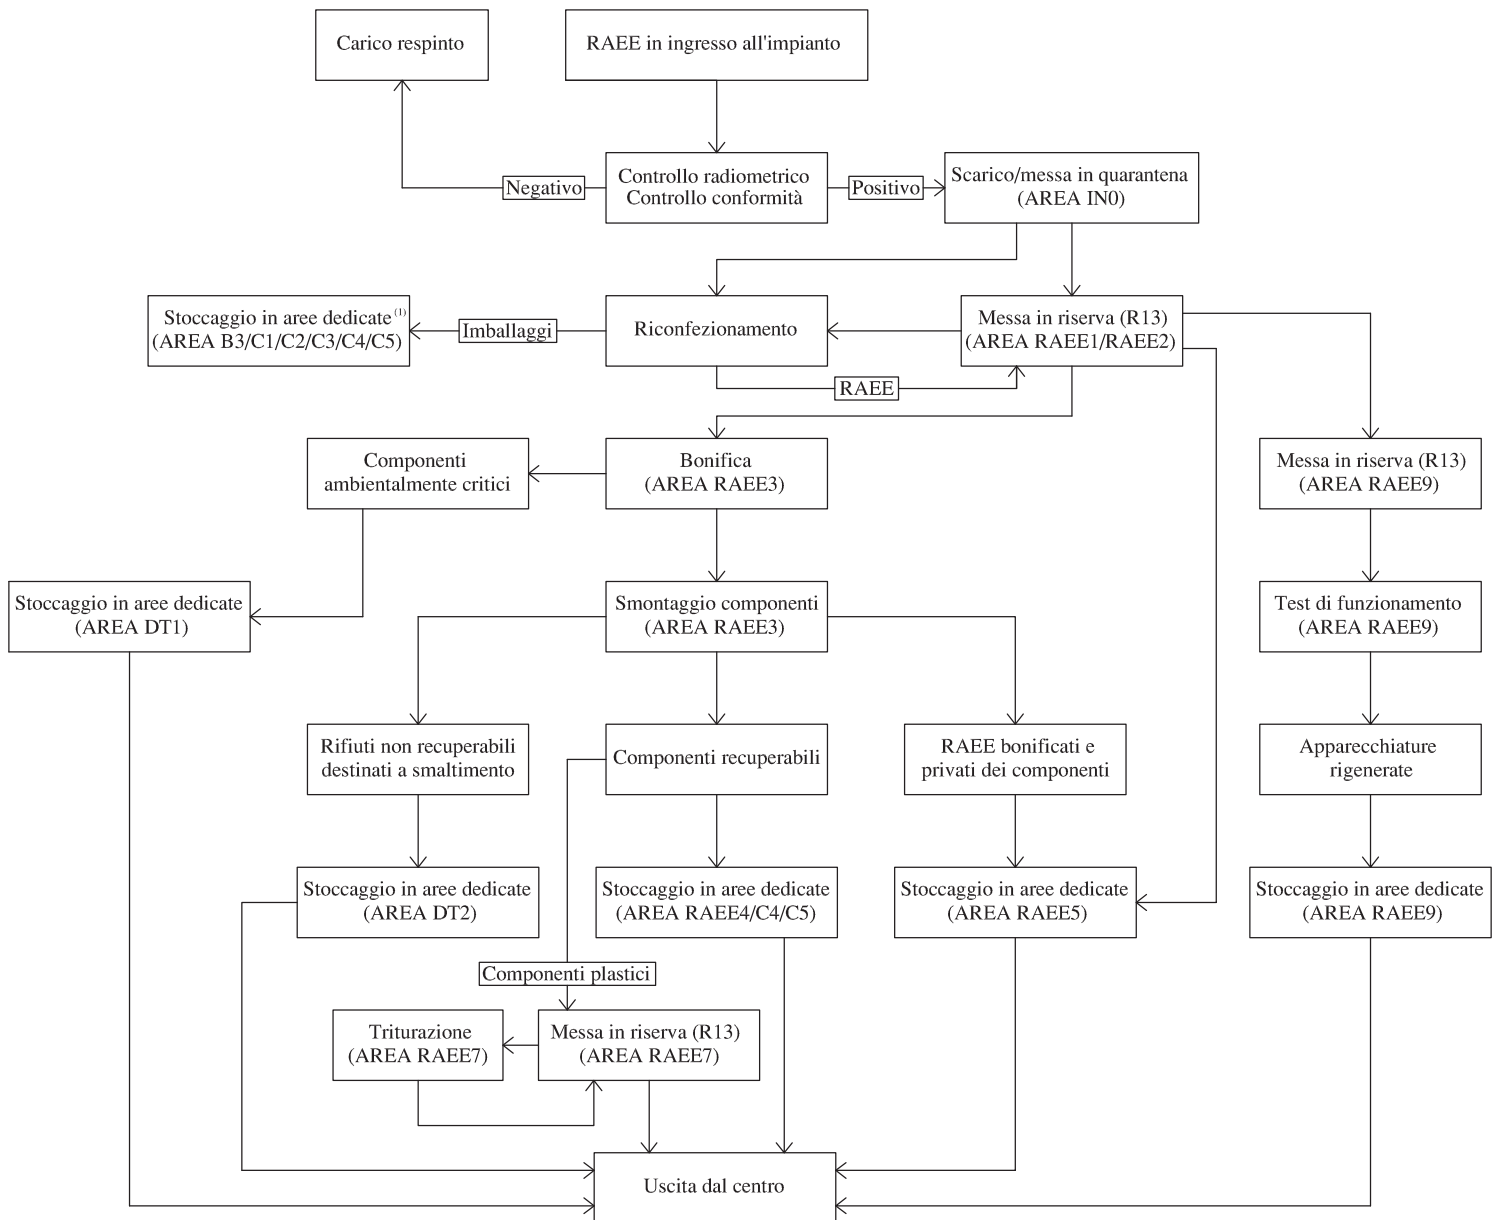 Carico respinto
RAEE in ingresso all'impianto
Controllo radiometrico
Controllo conformità
Negativo
Positivo
Scarico/messa in quarantena
(AREA IN0)
Stoccaggio in aree dedicate (1)
(AREA B3/C1/C2/C3/C4/C5)
Imballaggi
Riconfezionamento
Messa in riserva (R13)
(AREA RAEE1/RAEE2)
RAEE
Componenti
ambientalmente critici
Bonifica
(AREA RAEE3)
Messa in riserva (R13)
(AREA RAEE9)
Stoccaggio in aree dedicate
(AREA DT1)
Smontaggio componenti
(AREA RAEE3)
Test di funzionamento
(AREA RAEE9)
Rifiuti non recuperabili
destinati a smaltimento
Componenti recuperabili
RAEE bonificati e
privati dei componenti
Apparecchiature
rigenerate
Stoccaggio in aree dedicate
(AREA DT2)
Stoccaggio in aree dedicate
(AREA RAEE4/C4/C5)
Stoccaggio in aree dedicate
(AREA RAEE5)
Stoccaggio in aree dedicate
(AREA RAEE9)
Componenti plastici
Triturazione
(AREA RAEE7)
Messa in riserva (R13)
(AREA RAEE7)
Uscita dal centro